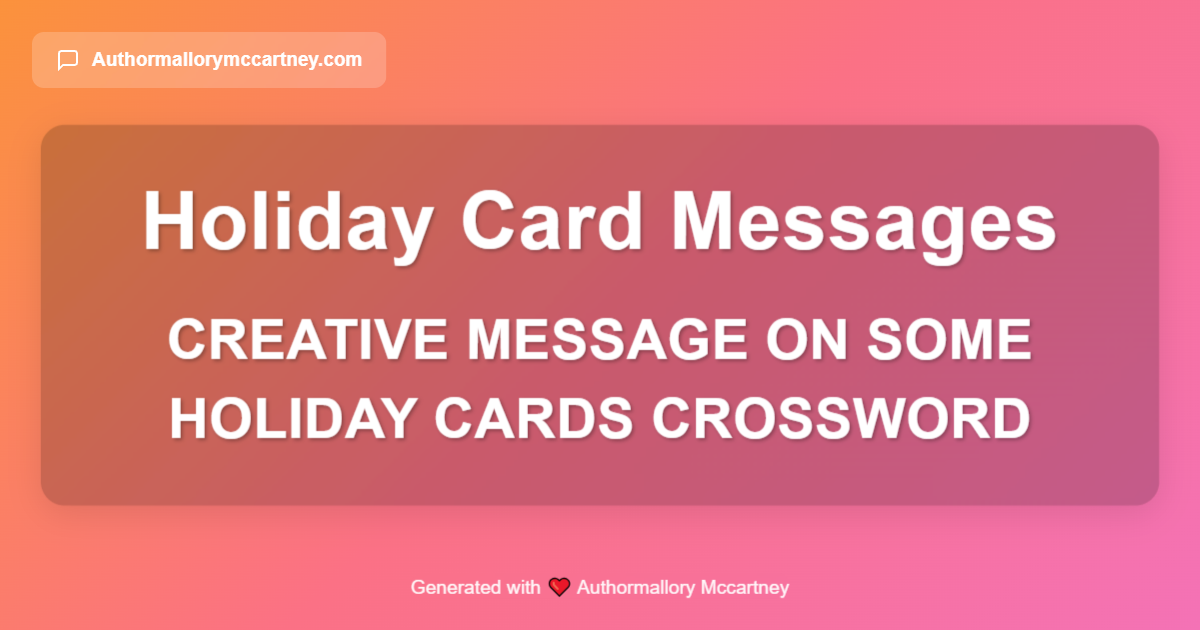 Authormallorymccartney.com
Holiday Card Messages
CREATIVE MESSAGE ON SOME
HOLIDAY CARDS CROSSWORD
Generated with ❤️ Authormallory Mccartney